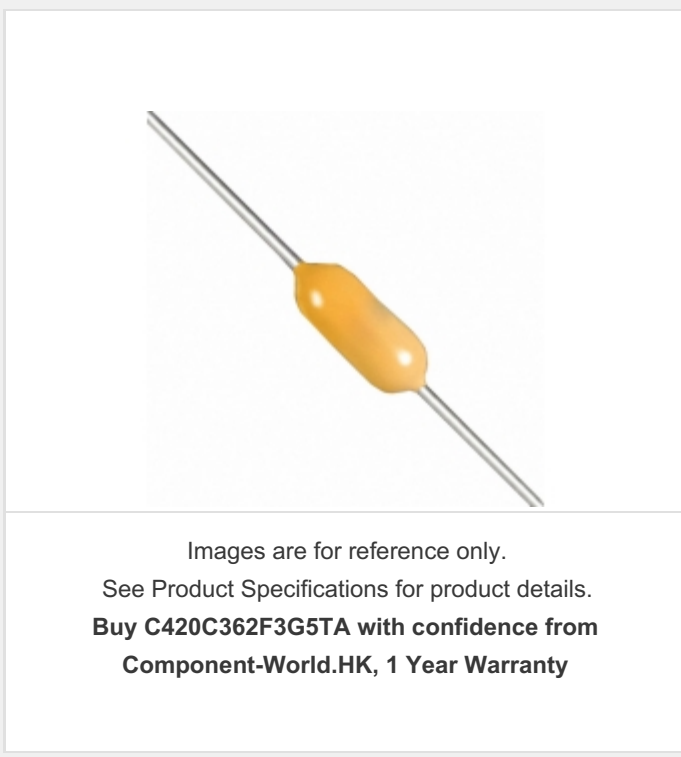 Images are for reference only.
See Product Specifications for product details.
Buy C420C362F3G5TA with confidence from
Component-World.HK, 1 Year Warranty